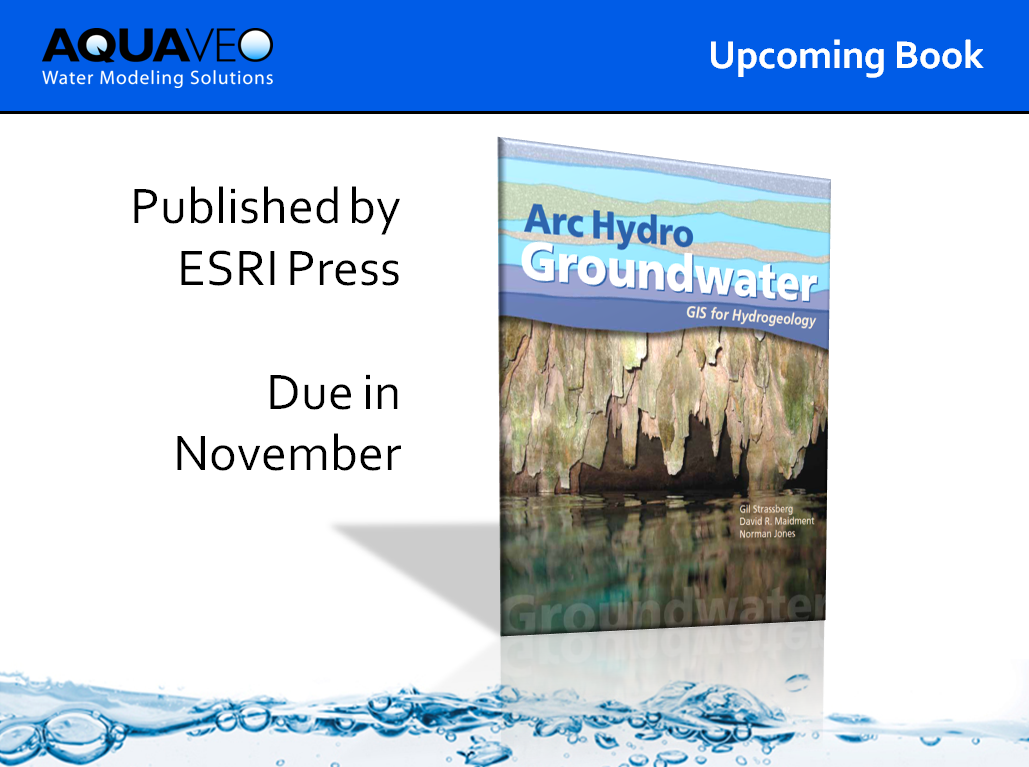 AQUAVEO
Water Modeling Solutions
Upcoming Book
Published by
ESRI Press
Due in
November
Arc Hydro
Groundwater
GIS for Hydrogeology
Gil Strassberg
David R. Maidment
Norman Jones
Groundwater